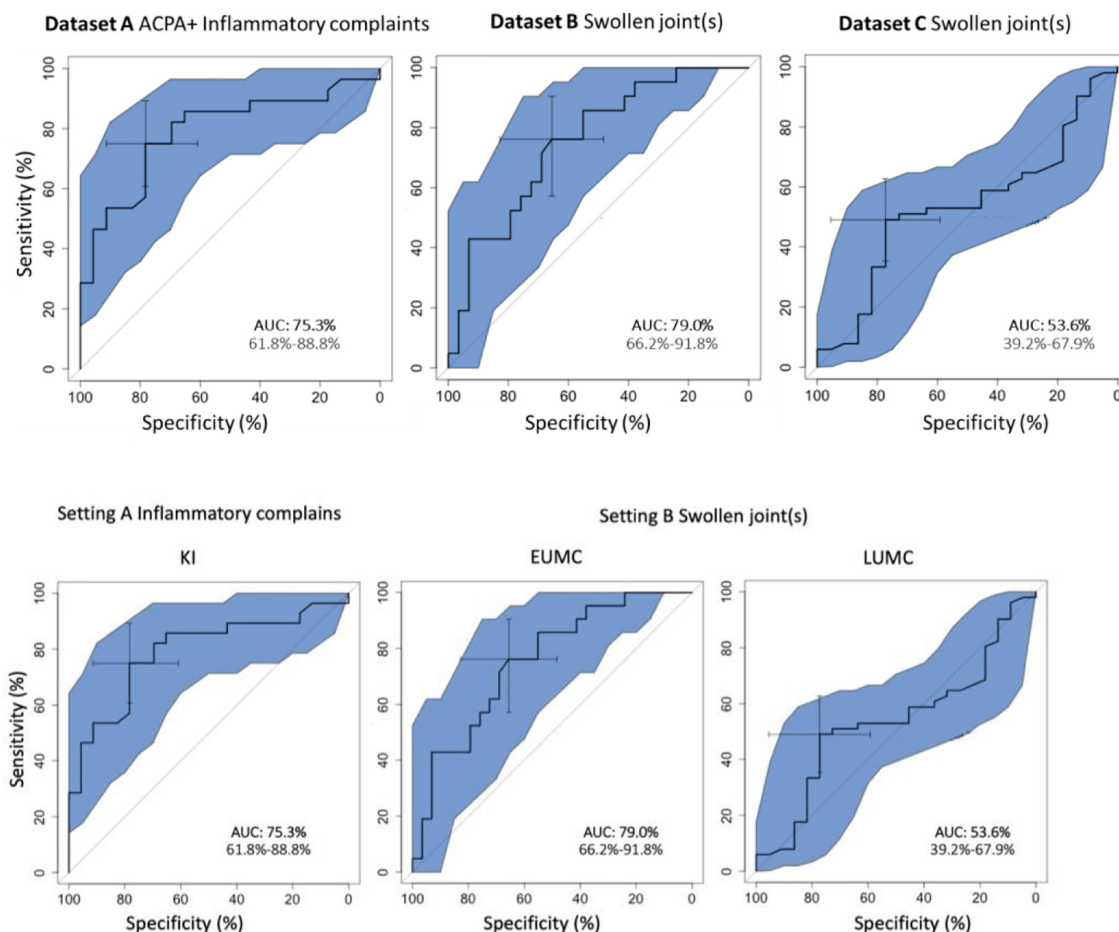 Dataset A ACPA+ Inflammatory complaints
Dataset B Swollen joint(s)
Dataset C Swollen joint(s)
Sensitivity (%)
100
80
60
40
20
0
AUC: 75.3%
61.8%-88.8%
100 80 60 40 20 0
Specificity (%)
100
80
60
40
20
0
AUC: 79.0%
66.2%-91.8%
100 80 60 40 20 0
Specificity (%)
100
80
60
40
20
0
AUC: 53.6%
39.2%-67.9%
100 80 60 40 20 0
Specificity (%)
Setting A Inflammatory complains
Setting B Swollen joint(s)
KI
EUMC
LUMC
Sensitivity (%)
100
80
60
40
20
0
AUC: 75.3%
61.8%-88.8%
100 80 60 40 20 0
Specificity (%)
100
80
60
40
20
0
AUC: 79.0%
66.2%-91.8%
100 80 60 40 20 0
Specificity (%)
100
80
60
40
20
0
AUC: 53.6%
39.2%-67.9%
100 80 60 40 20 0
Specificity (%)